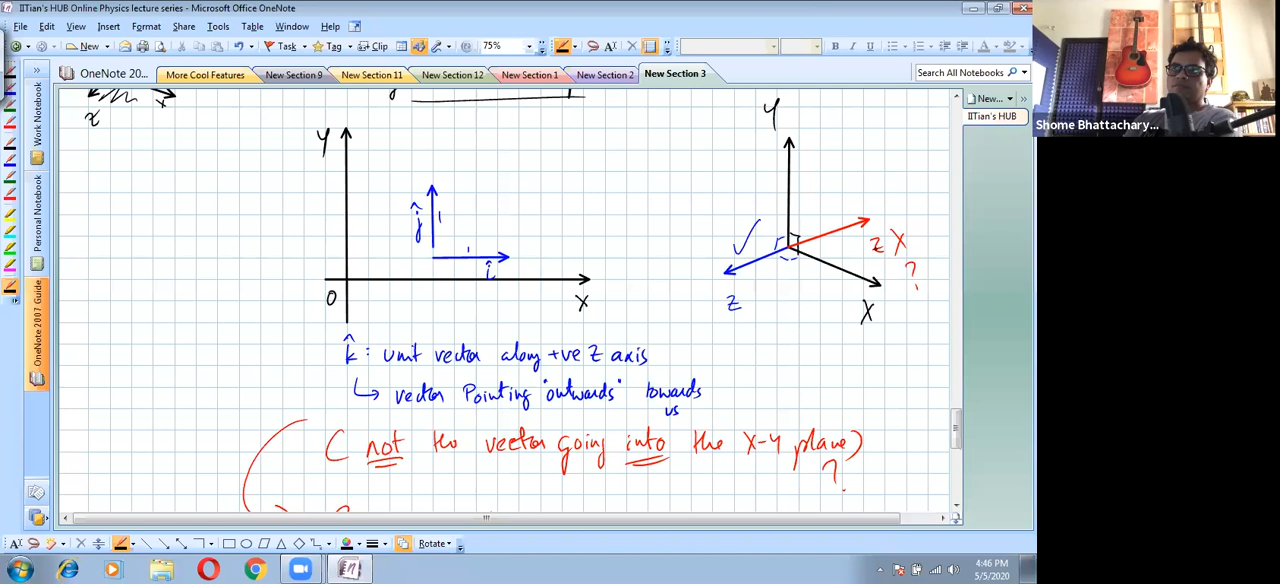 IITian's HUB Online Physics lecture series - Microsoft Office OneNote
File Edit View Insert Format Share Tools Table Window Help
New Task Tag Clip 75% B I U
OneNote 20... More Cool Features New Section 9 New Section 11 New Section 12 New Section 1 New Section 2 New Section 3 Search All Notebooks
New...
IITian's HUB
Work Notebook
Personal Notebook
OneNote 2007 Guide
Shome Bhattachary...
z x
Y
ĵ
î
O X
Y
z X
?
z
X
k̂ : unit vector along +ve Z axis
↳ vector Pointing "outwards" towards
us
( not the vector going into the X-Y plane)
?
Rotate
4:46 PM
5/5/2020